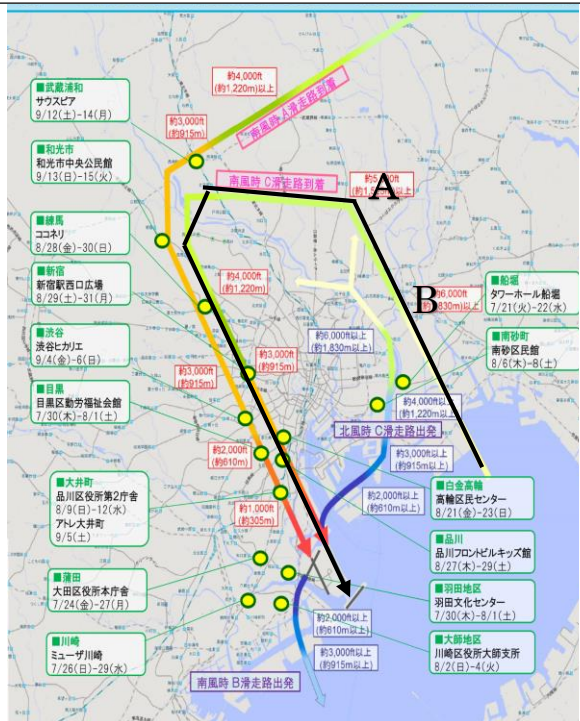 約4,000ft
(約1,220m)以上
南風時 A滑走路到着
■武蔵浦和
サウスピア
9/12(土)-14(月)
約3,000ft
(約915m)
■和光市
和光市中央公民館
9/13(日)-15(火)
南風時 C滑走路到着
A
■練馬
ココネリ
8/28(金)-30(日)
■新宿
新宿駅西口広場
8/29(土)-31(月)
約4,000ft
(約1,220m)
B
■船堀
タワーホール船堀
7/21(火)-22(水)
■渋谷
渋谷ヒカリエ
9/4(金)-6(日)
約6,000ft以上
(約1,830m)以上
■南砂町
南砂区民館
8/6(木)-8(土)
約3,000ft
(約915m)
約3,000ft
(約915m)
■目黒
目黒区勤労福祉会館
7/30(木)-8/1(土)
約4,000ft以上
(約1,220m)以上
北風時 C滑走路出発
約2,000ft
(約610m)
約3,000ft以上
(約915m)以上
■大井町
品川区役所第2庁舎
8/9(日)-12(水)
アトレ大井町
9/5(土)
■白金高輪
高輪区民センター
8/21(金)-23(日)
約2,000ft以上
(約610m)以上
約1,000ft
(約305m)
■品川
品川フロントビルキッズ館
8/27(木)-29(土)
■蒲田
大田区役所本庁舎
7/24(金)-27(月)
■羽田地区
羽田文化センター
7/30(木)-8/1(土)
約2,000ft以上
(約610m)以上
■川崎
ミューザ川崎
7/26(日)-29(水)
■大師地区
川崎区役所大師支所
8/2(日)-4(火)
約3,000ft以上
(約915m)以上
南風時 B滑走路出発